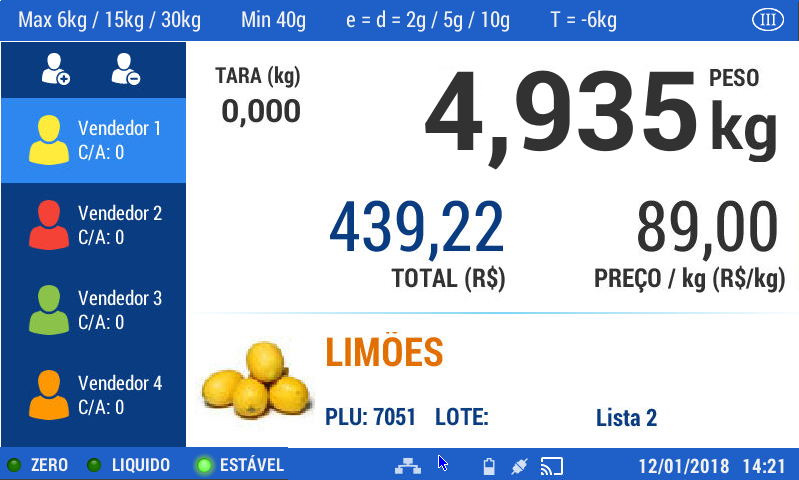 Max 6kg / 15kg / 30kg Min 40g e = d = 2g / 5g / 10g T = -6kg III
TARA (kg)
0,000
4,935 kg
PESO
439,22
TOTAL (R$)
89,00
PREÇO / kg (R$/kg)
Vendedor 1
C/A: 0
Vendedor 2
C/A: 0
Vendedor 3
C/A: 0
Vendedor 4
C/A: 0
LIMÕES
PLU: 7051 LOTE: Lista 2
ZERO LIQUIDO ESTÁVEL 12/01/2018 14:21